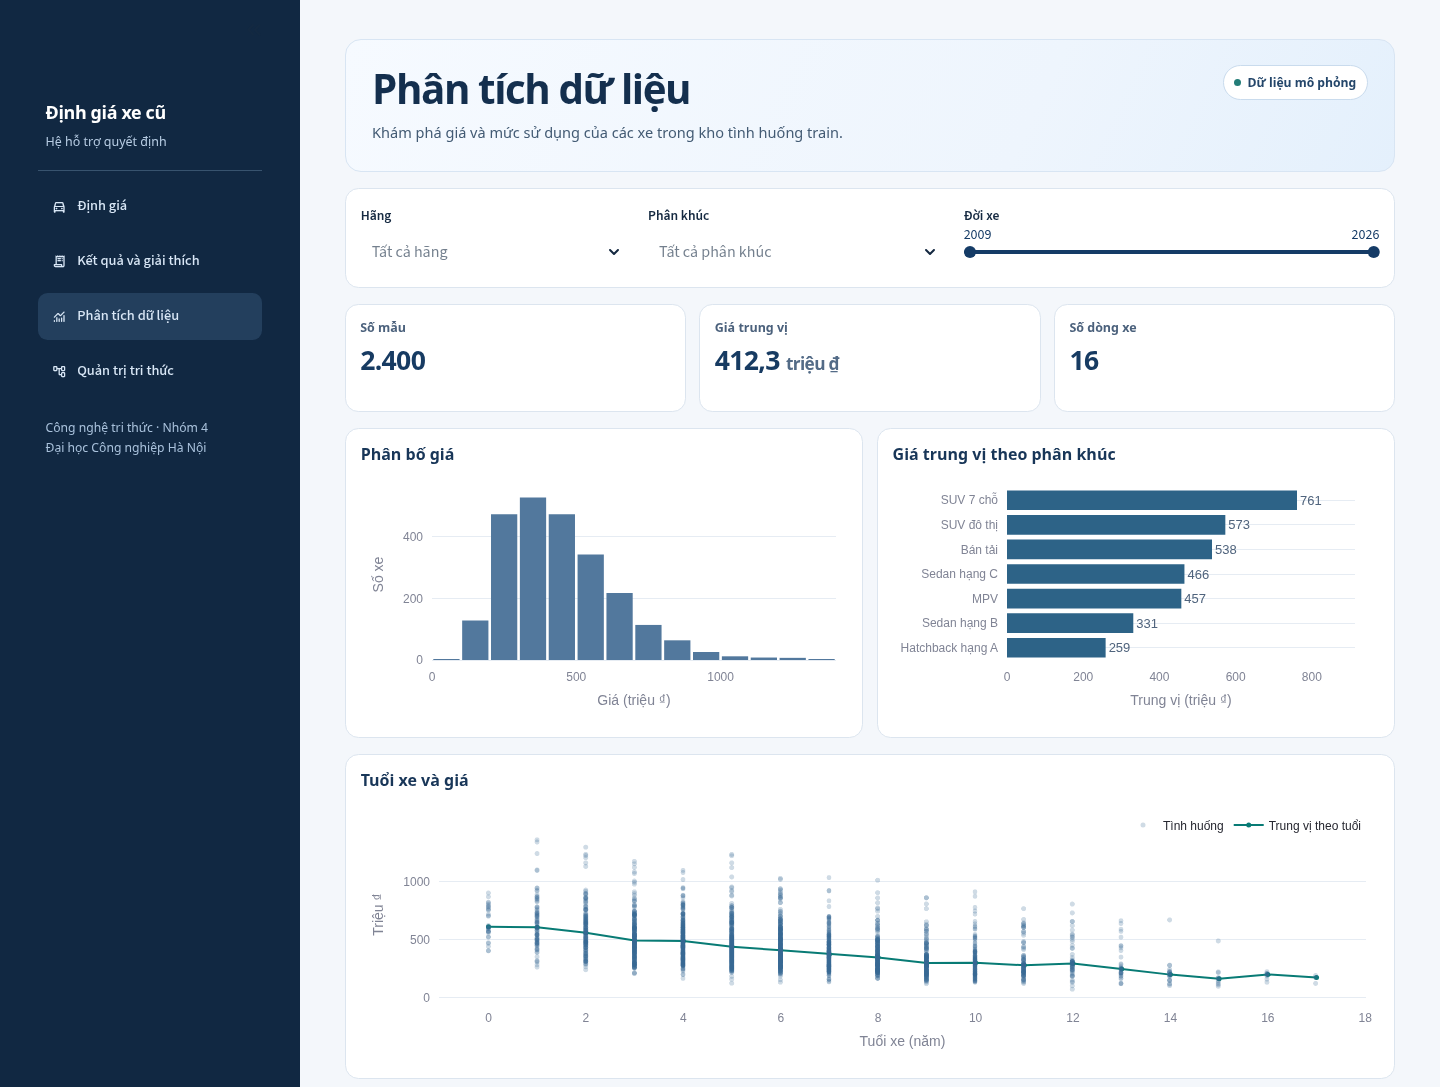 Định giá xe cũ
Hệ hỗ trợ quyết định
Định giá
Kết quả và giải thích
Phân tích dữ liệu
Quản trị tri thức
Công nghệ tri thức · Nhóm 4
Đại học Công nghiệp Hà Nội
Phân tích dữ liệu
Dữ liệu mô phỏng
Khám phá giá và mức sử dụng của các xe trong kho tình huống train.
Hãng
Tất cả hãng
Phân khúc
Tất cả phân khúc
Đời xe
2009 2026
Số mẫu
2.400
Giá trung vị
412,3 triệu ₫
Số dòng xe
16
Phân bố giá
Số xe
400
200
0
0 500 1000
Giá (triệu ₫)
Giá trung vị theo phân khúc
SUV 7 chỗ 761
SUV đô thị 573
Bán tải 538
Sedan hạng C 466
MPV 457
Sedan hạng B 331
Hatchback hạng A 259
0 200 400 600 800
Trung vị (triệu ₫)
Tuổi xe và giá
Tình huống Trung vị theo tuổi
Triệu ₫
1000
500
0
0 2 4 6 8 10 12 14 16 18
Tuổi xe (năm)